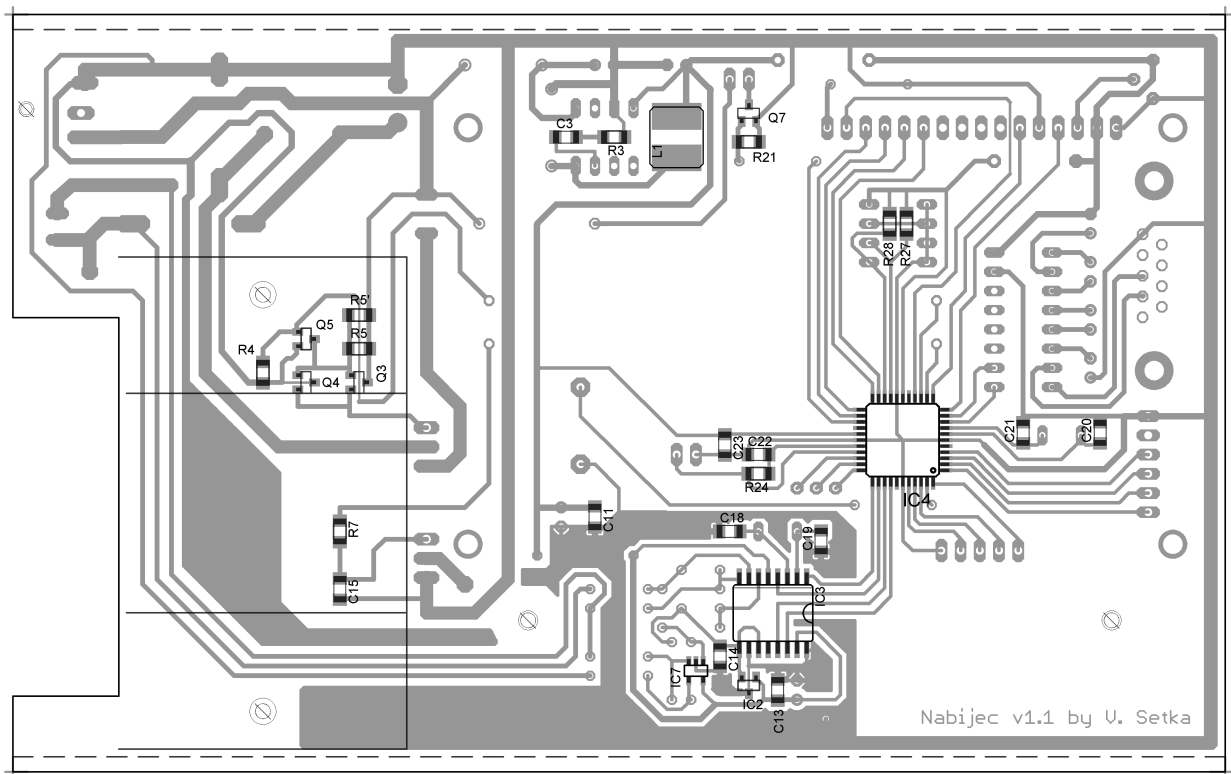 C3
R3
L1
Q7
R21
R28
R27
R5'
Q5
R5
R4
Q4
Q3
C23
C22
R24
C21
C20
IC4
C11
C18
C19
R7
C15
IC3
C14
IC7
IC2
C13
Nabijec v1.1 by V. Setka